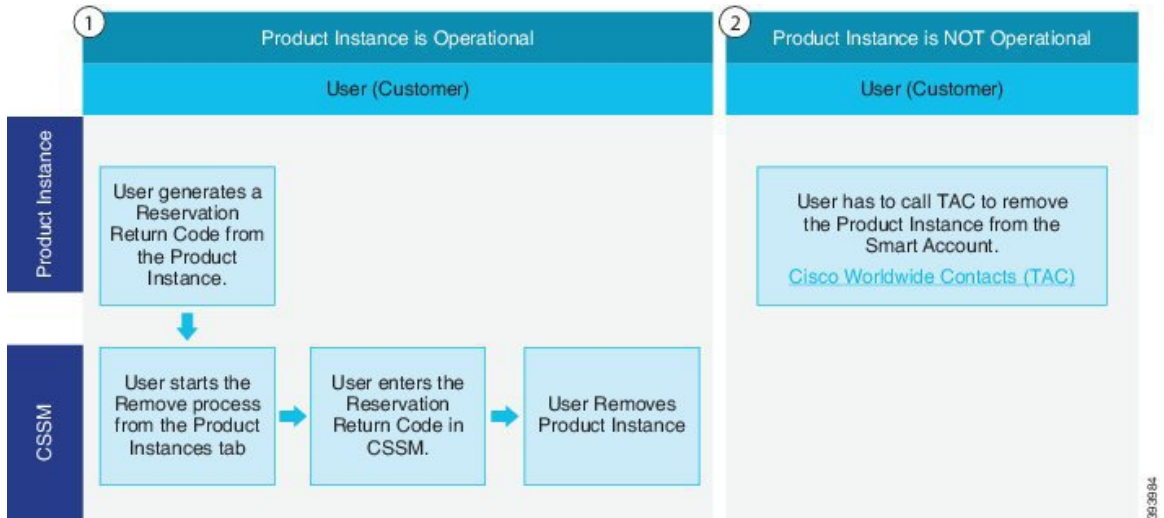 1
Product Instance is Operational
User (Customer)
2
Product Instance is NOT Operational
User (Customer)
Product Instance
User generates a
Reservation
Return Code from
the Product
Instance.
User has to call TAC to remove
the Product Instance from the
Smart Account.
Cisco Worldwide Contacts (TAC)
CSSM
User starts the
Remove process
from the Product
Instances tab
User enters the
Reservation
Return Code in
CSSM.
User Removes
Product Instance
393984